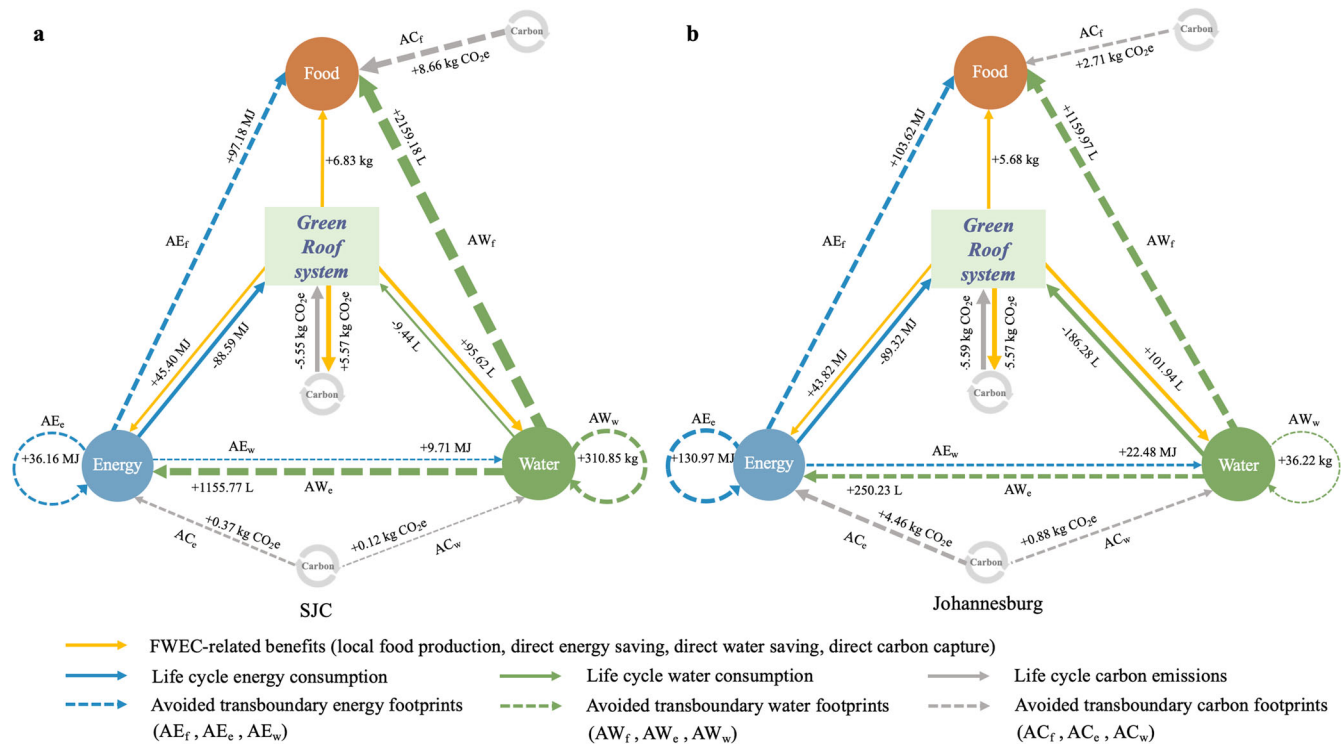 a
Carbon
ACf
+8.66 kg CO2e
Food
+97.18 MJ
+2159.18 L
+6.83 kg
AEf
Green
Roof
system
AWf
+45.40 MJ
-88.59 MJ
-5.55 kg CO2e
+5.57 kg CO2e
-9.44 L
+95.62 L
Carbon
AEe
+36.16 MJ
Energy
AEw
+9.71 MJ
Water
AWw
+310.85 kg
+1155.77 L
AWe
+0.37 kg CO2e
+0.12 kg CO2e
ACe
ACw
Carbon
SJC
b
Carbon
ACf
+2.71 kg CO2e
Food
+103.62 MJ
+1159.97 L
+5.68 kg
AEf
Green
Roof
system
AWf
+43.82 MJ
-89.32 MJ
-5.59 kg CO2e
-5.57 kg CO2e
-186.28 L
+101.94 L
Carbon
AEe
+130.97 MJ
Energy
AEw
+22.48 MJ
Water
AWw
+36.22 kg
+250.23 L
AWe
+4.46 kg CO2e
+0.88 kg CO2e
ACe
ACw
Carbon
Johannesburg
FWEC-related benefits (local food production, direct energy saving, direct water saving, direct carbon capture)
Life cycle energy consumption
Life cycle water consumption
Life cycle carbon emissions
Avoided transboundary energy footprints
(AEf , AEe , AEw)
Avoided transboundary water footprints
(AWf , AWe , AWw)
Avoided transboundary carbon footprints
(ACf , ACe , ACw)